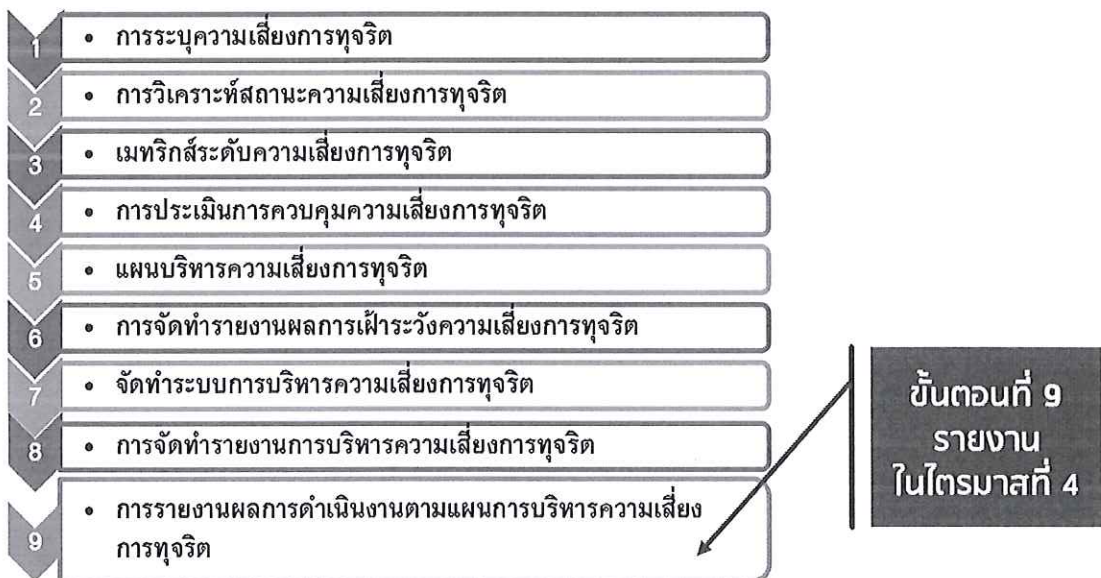 1 • การระบุความเสี่ยงการทุจริต
2 • การวิเคราะห์สถานะความเสี่ยงการทุจริต
3 • เมทริกส์ระดับความเสี่ยงการทุจริต
4 • การประเมินการควบคุมความเสี่ยงการทุจริต
5 • แผนบริหารความเสี่ยงการทุจริต
6 • การจัดทำรายงานผลการเฝ้าระวังความเสี่ยงการทุจริต
7 • จัดทำระบบการบริหารความเสี่ยงการทุจริต
8 • การจัดทำรายงานการบริหารความเสี่ยงการทุจริต
9 • การรายงานผลการดำเนินงานตามแผนการบริหารความเสี่ยง
การทุจริต
ขั้นตอนที่ 9
รายงาน
ในไตรมาสที่ 4